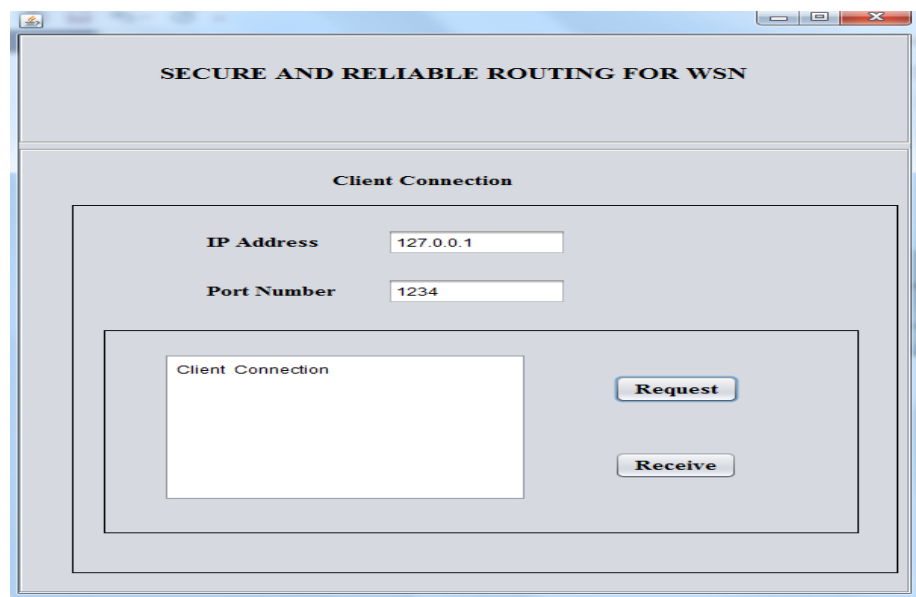 SECURE AND RELIABLE ROUTING FOR WSN
Client Connection
IP Address 127.0.0.1
Port Number 1234
Client Connection
Request
Receive